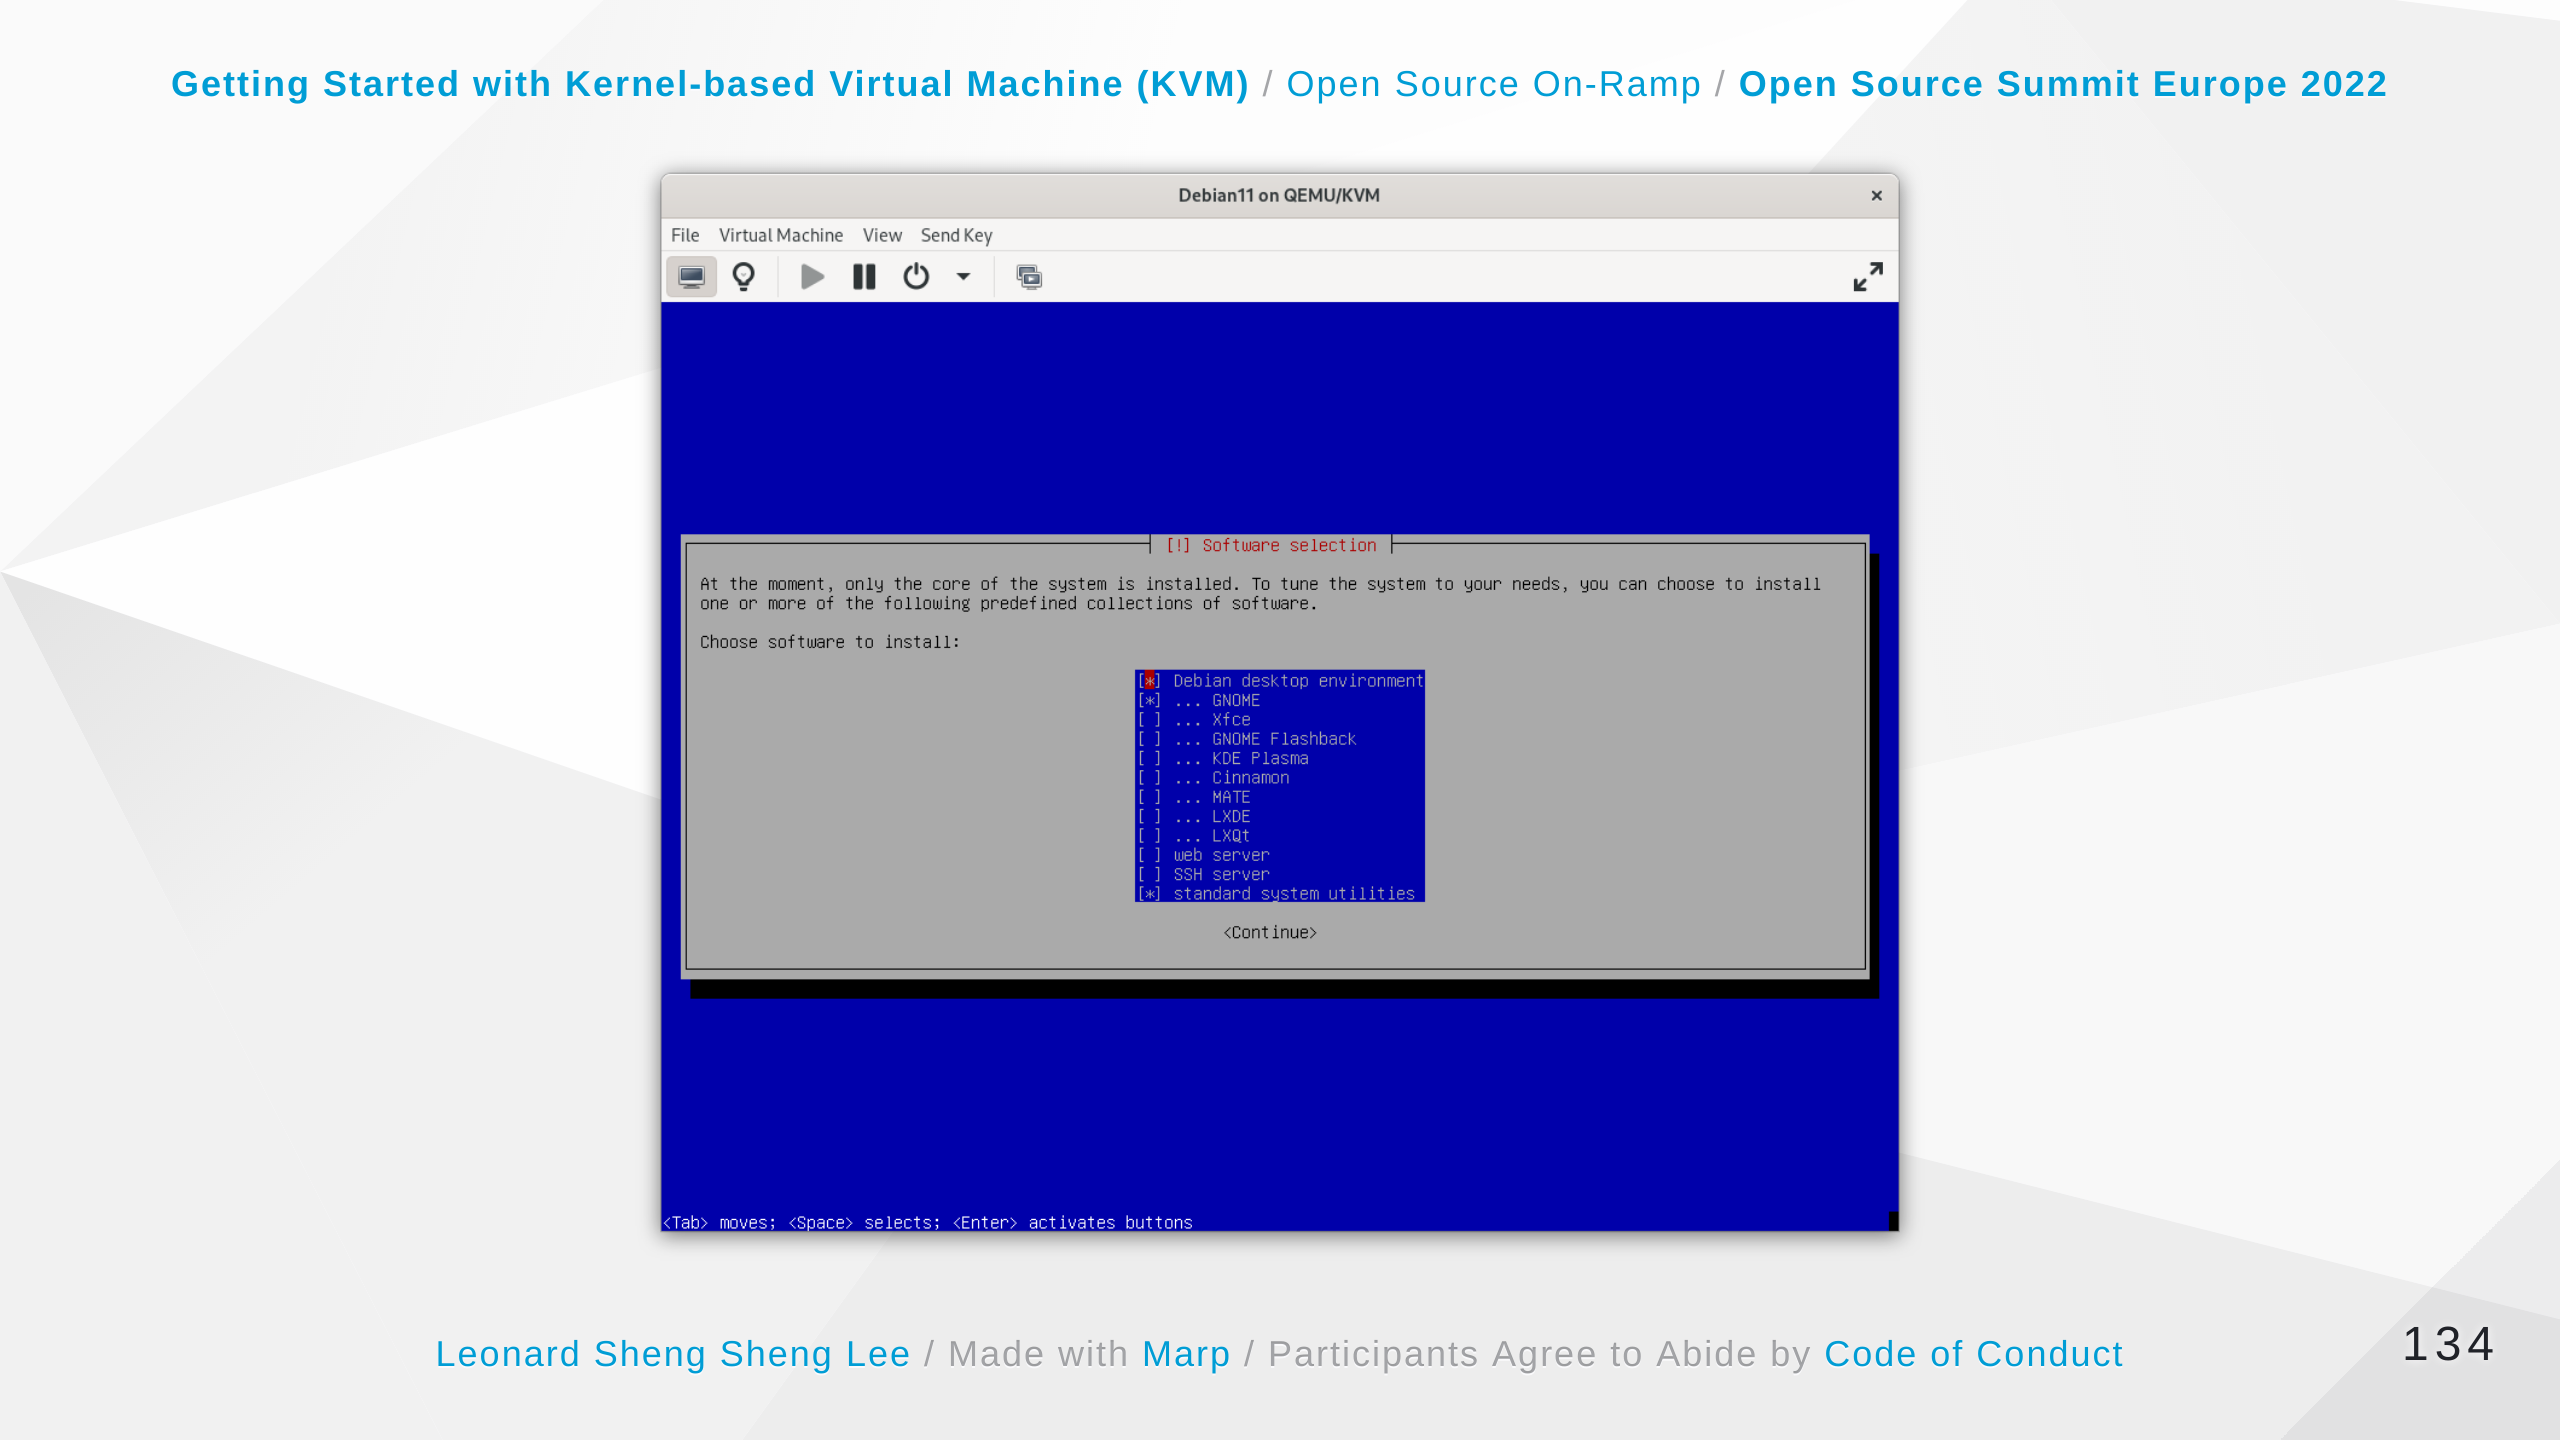 Getting Started with Kernel-based Virtual Machine (KVM) / Open Source On-Ramp / Open Source Summit Europe 2022
Debian11 on QEMU/KVM
File Virtual Machine View Send Key
[!] Software selection
At the moment, only the core of the system is installed. To tune the system to your needs, you can choose to install
one or more of the following predefined collections of software.
Choose software to install:
[*] Debian desktop environment
[*] ... GNOME
[ ] ... Xfce
[ ] ... GNOME Flashback
[ ] ... KDE Plasma
[ ] ... Cinnamon
[ ] ... MATE
[ ] ... LXDE
[ ] ... LXQt
[ ] web server
[ ] SSH server
[*] standard system utilities
<Continue>
<Tab> moves; <Space> selects; <Enter> activates buttons
Leonard Sheng Sheng Lee / Made with Marp / Participants Agree to Abide by Code of Conduct
134